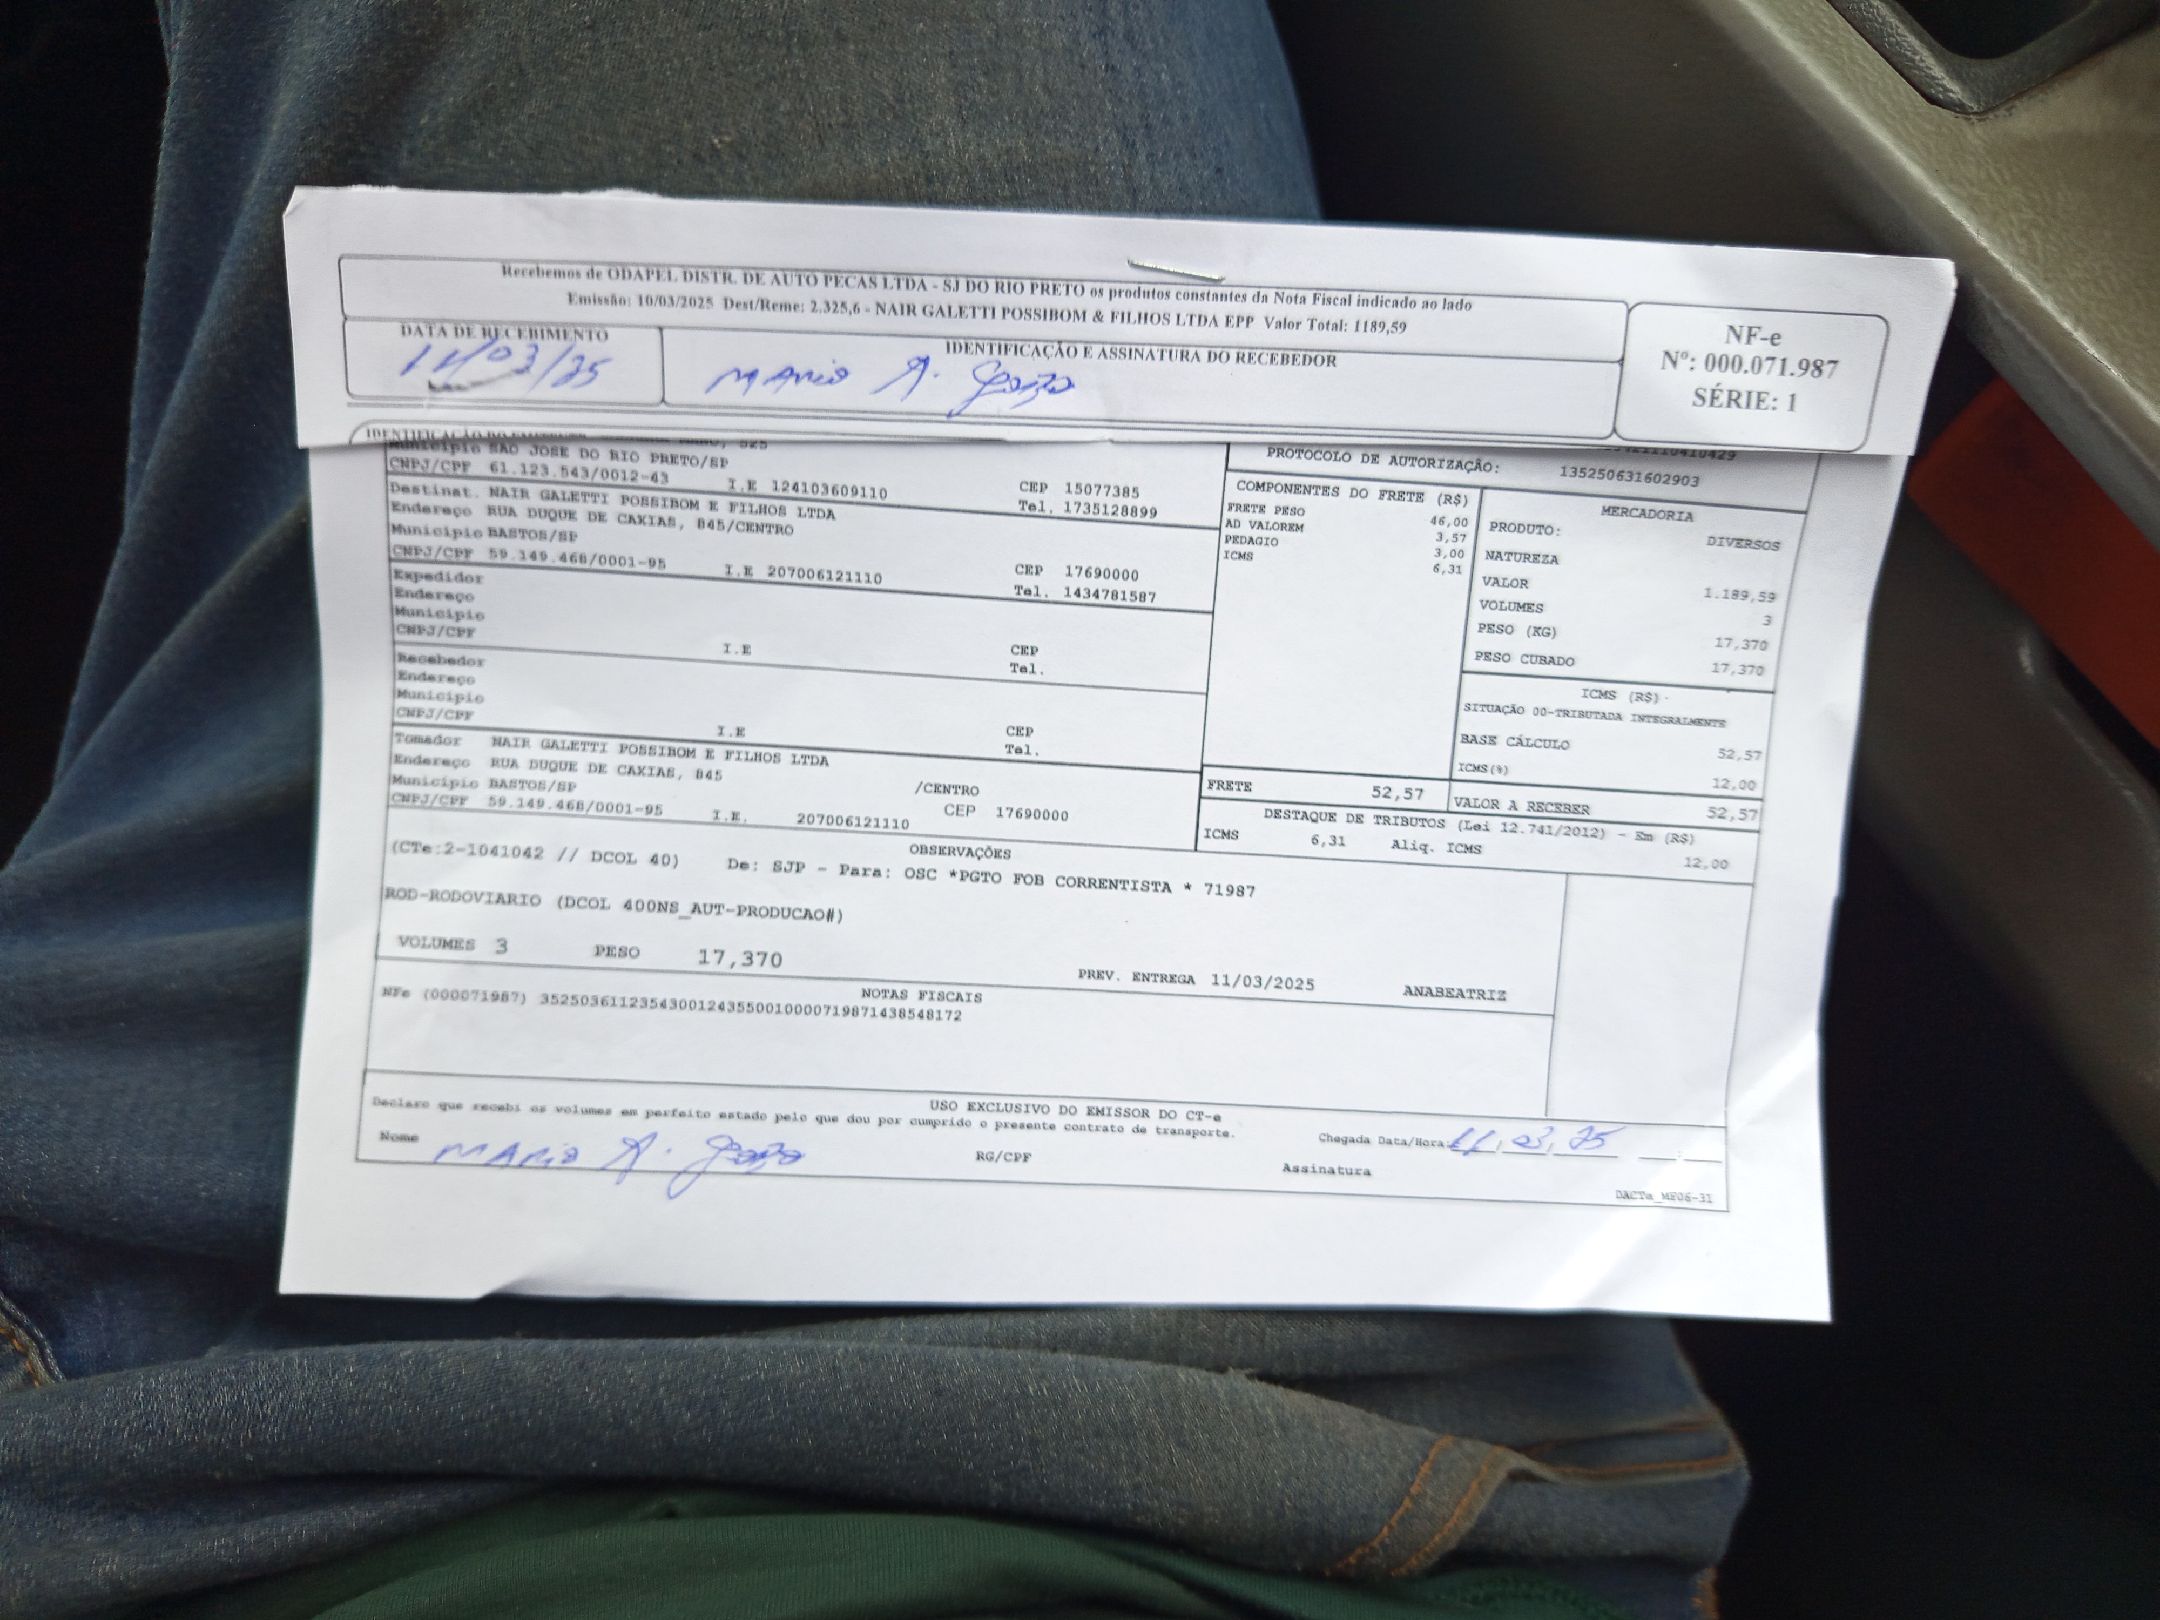 Recebemos de ODAPEL DISTR. DE AUTO PECAS LTDA - SJ DO RIO PRETO os produtos constantes da Nota Fiscal indicado ao lado
Emissão: 10/03/2025 Dest/Reme: 2.325,6 - NAIR GALETTI POSSIBOM & FILHOS LTDA EPP Valor Total: 1189,59
DATA DE RECEBIMENTO
11/03/25
IDENTIFICAÇÃO E ASSINATURA DO RECEBEDOR
MARIO A.
NF-e
Nº: 000.071.987
SÉRIE: 1
Município SAO JOSE DO RIO PRETO/SP
CNPJ/CPF 61.123.543/0012-43 I.E 124103609110 CEP 15077385
Tel. 1735128899
Destinat. NAIR GALETTI POSSIBOM E FILHOS LTDA
Endereço RUA DUQUE DE CAXIAS, 845/CENTRO
Município BASTOS/SP
CNPJ/CPF 59.149.468/0001-95 I.E 207006121110 CEP 17690000
Tel. 1434781587
Expedidor
Endereço
Município
CNPJ/CPF I.E CEP
Tel.
Recebedor
Endereço
Município
CNPJ/CPF I.E CEP
Tel.
Tomador NAIR GALETTI POSSIBOM E FILHOS LTDA
Endereço RUA DUQUE DE CAXIAS, 845 /CENTRO
Município BASTOS/SP CEP 17690000
CNPJ/CPF 59.149.468/0001-95 I.E. 207006121110
PROTOCOLO DE AUTORIZAÇÃO: 135250631602903
COMPONENTES DO FRETE (R$)
FRETE PESO 46,00
AD VALOREM 3,57
PEDAGIO 3,00
ICMS 6,31
MERCADORIA
PRODUTO: DIVERSOS
NATUREZA
VALOR 1.189,59
VOLUMES 3
PESO (KG) 17,370
PESO CUBADO 17,370
ICMS (R$)
SITUAÇÃO 00-TRIBUTADA INTEGRALMENTE
BASE CÁLCULO 52,57
ICMS(%) 12,00
FRETE 52,57
VALOR A RECEBER 52,57
DESTAQUE DE TRIBUTOS (Lei 12.741/2012) - Em (R$)
ICMS 6,31 Aliq. ICMS 12,00
OBSERVAÇÕES
(CTe:2-1041042 // DCOL 40) De: SJP - Para: OSC *PGTO FOB CORRENTISTA * 71987
ROD-RODOVIARIO (DCOL 400NS_AUT-PRODUCAO#)
VOLUMES 3 PESO 17,370 PREV. ENTREGA 11/03/2025 ANABEATRIZ
NOTAS FISCAIS
NFe (000071987) 35250361123543001243550010000719871438548172
USO EXCLUSIVO DO EMISSOR DO CT-e
Declaro que recebi os volumes em perfeito estado pelo que dou por cumprido o presente contrato de transporte.
Nome MARIO A. RG/CPF Assinatura
Chegada Data/Hora: 11, 03, 25
DACTe_ME06-31